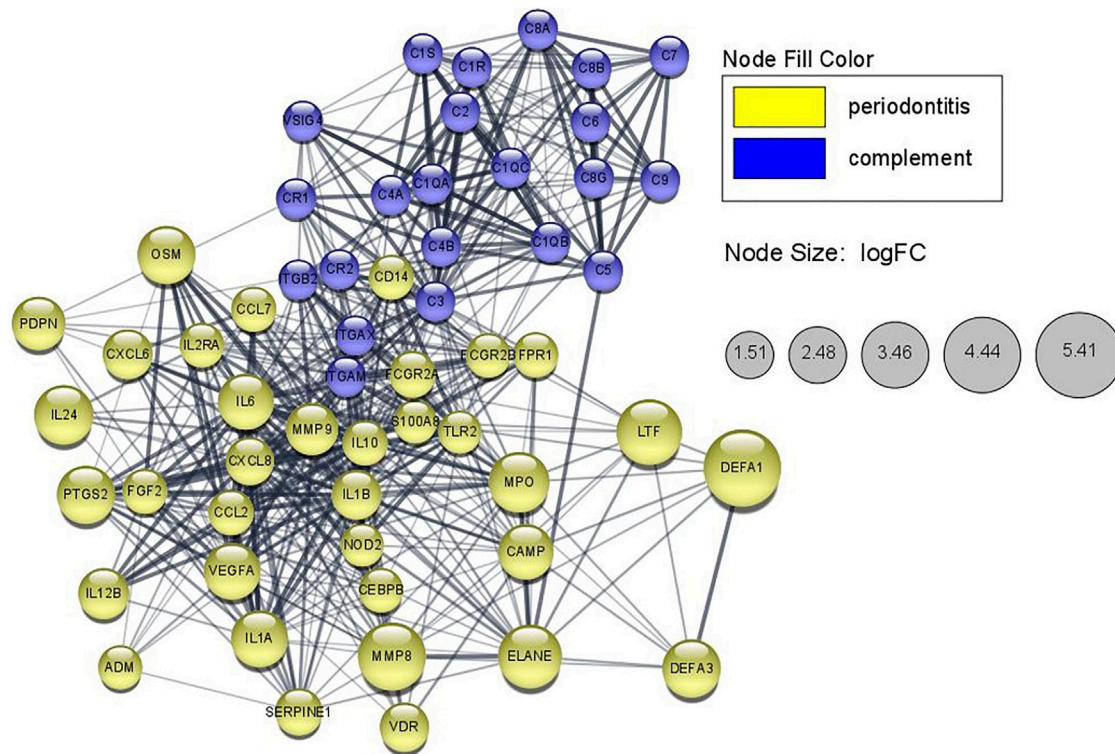 C8A
C1S
C1R
C8B
C7
C2
VSIG4
C6
C1QC
C1QA
C8G
C9
C4A
CR1
C4B
C1QB
OSM
CR2
CD14
C5
ITGB2
C3
CCL7
PDPN
ITGAX
CXCL6
IL2RA
FCGR2B
FPR1
ITGAM
FCGR2A
IL6
IL24
S100A8
MMP9
IL10
TLR2
LTF
CXCL8
DEFA1
MPO
PTGS2
FGF2
IL1B
CCL2
NOD2
CAMP
VEGFA
CEBPB
IL12B
IL1A
MMP8
ELANE
ADM
DEFA3
SERPINE1
VDR
Node Fill Color
periodontitis
complement
Node Size: logFC
1.51 2.48 3.46 4.44 5.41